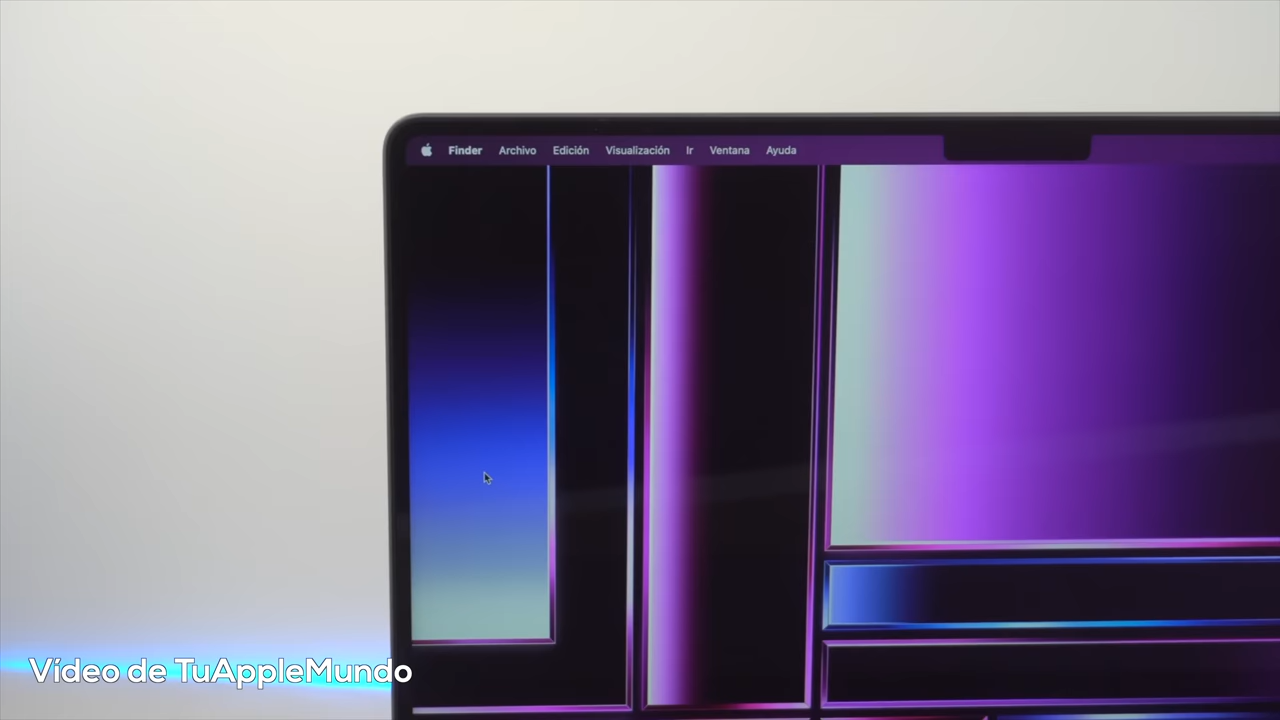 Finder Archivo Edición Visualización Ir Ventana Ayuda
Vídeo de TuAppleMundo